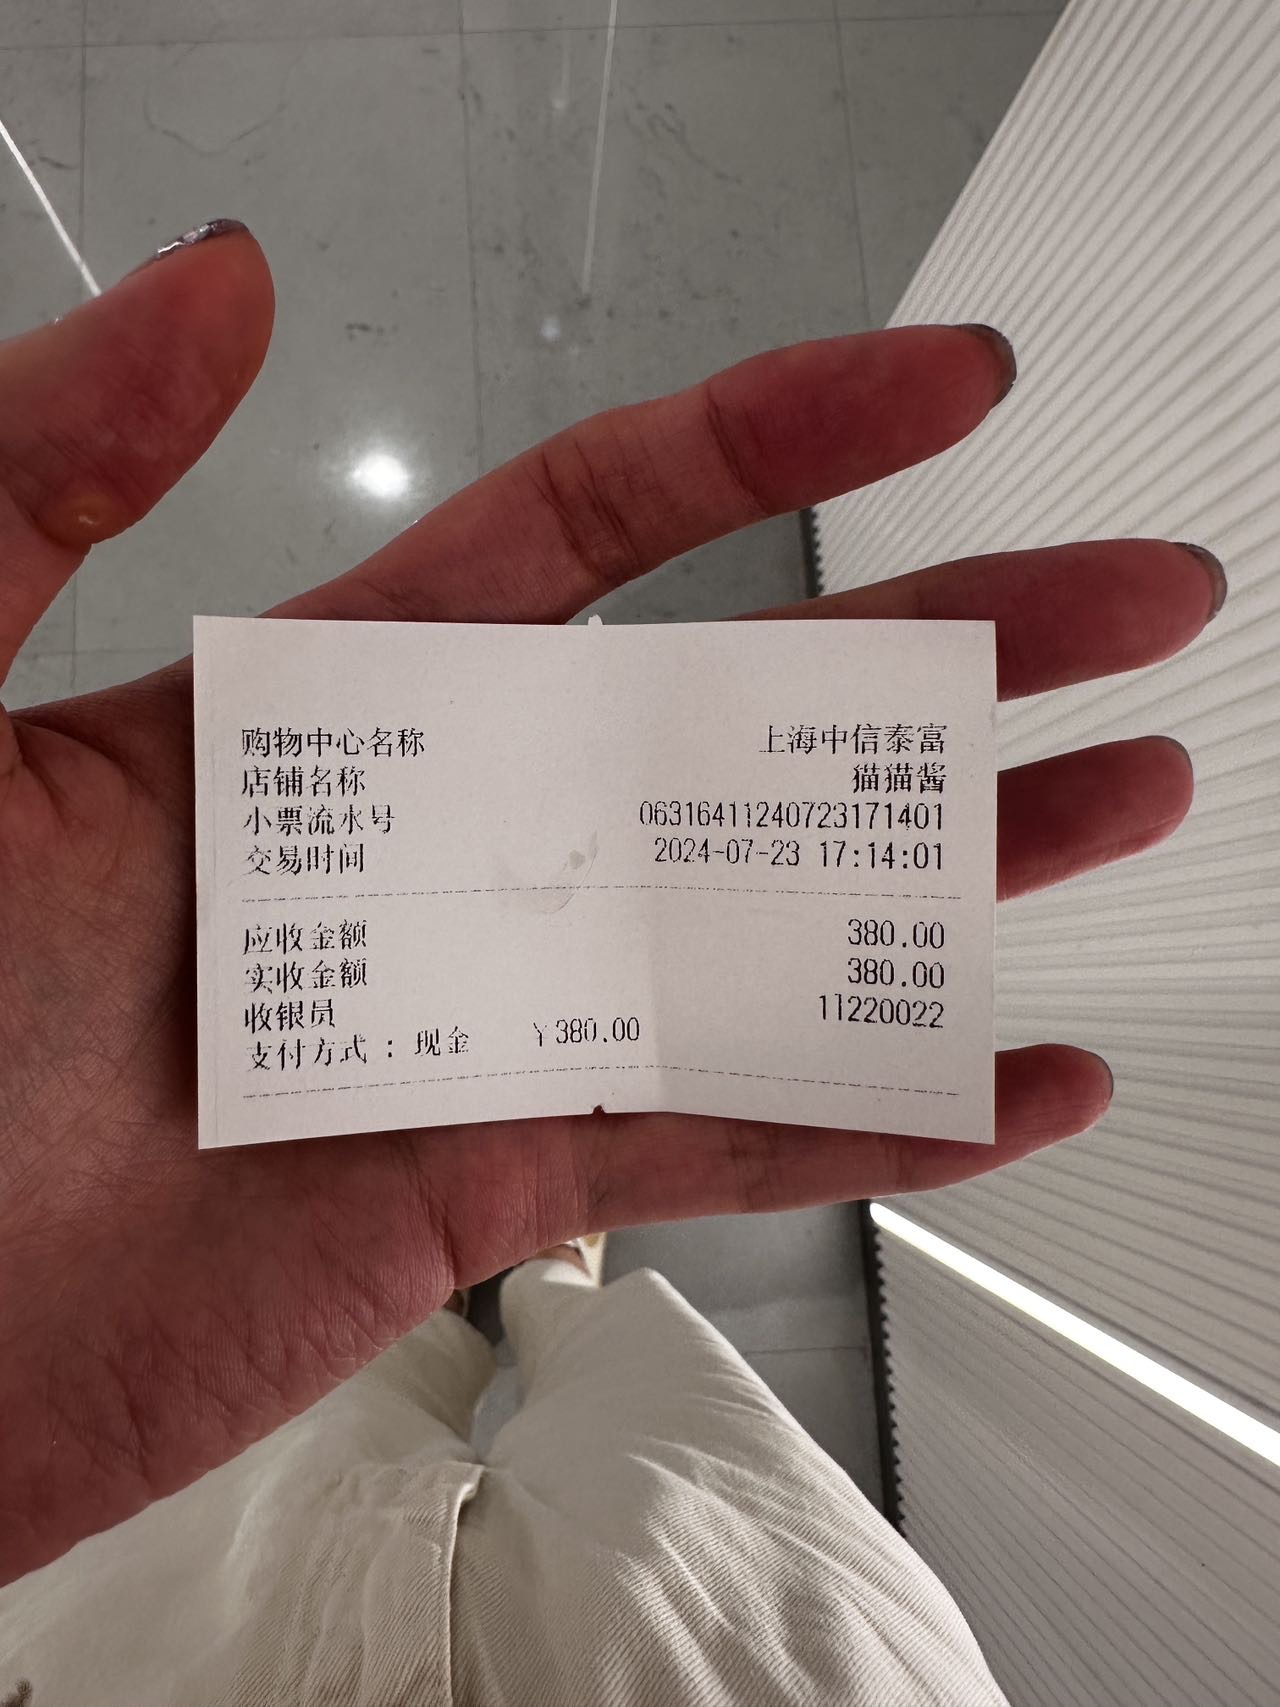 购物中心名称 上海中信泰富
店铺名称 猫猫酱
小票流水号 06316411240723171401
交易时间 2024-07-23 17:14:01
应收金额 380.00
实收金额 380.00
收银员 11220022
支付方式 : 现金 ¥380.00